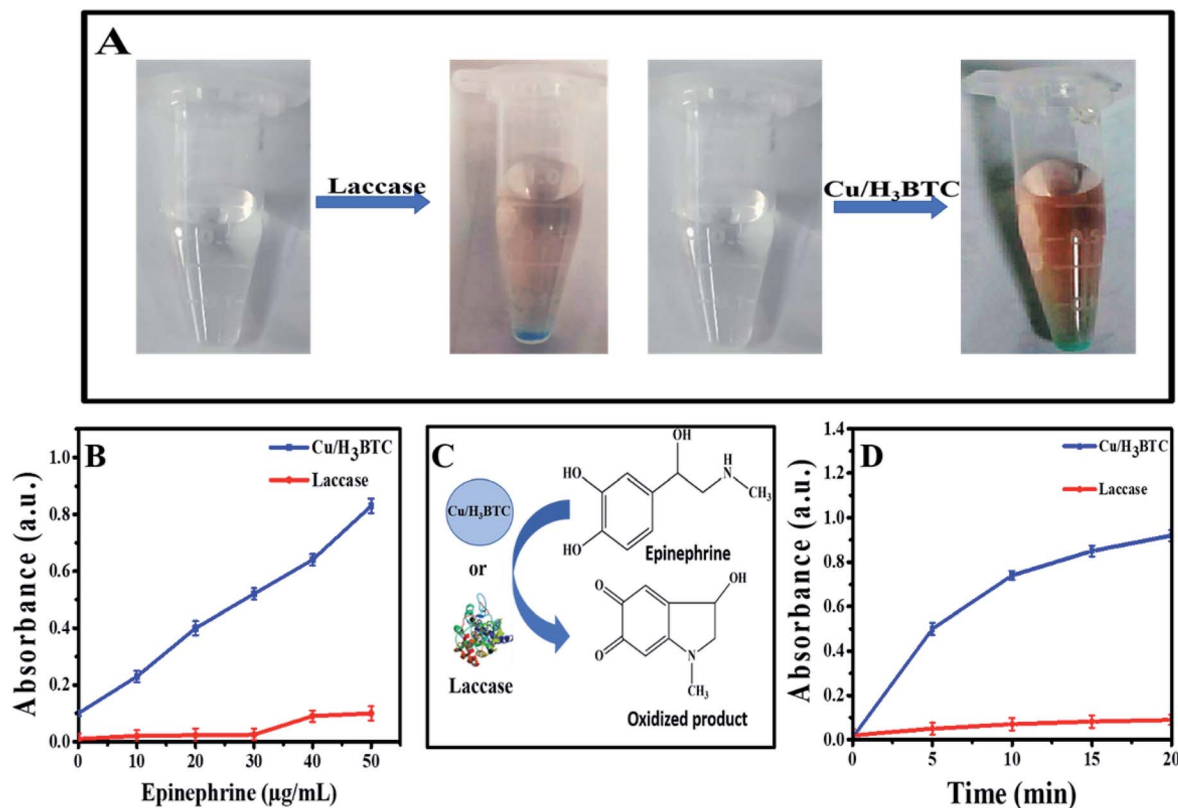 A
Laccase
Cu/H₃BTC
B
Cu/H₃BTC
Laccase
Absorbance (a.u.)
1.0
0.8
0.6
0.4
0.2
0.0
0 10 20 30 40 50
Epinephrine (µg/mL)
C
Cu/H₃BTC
or
Laccase
OH
HO
HO
H
N
CH₃
Epinephrine
OH
O
O
N
CH₃
Oxidized product
D
Cu/H₃BTC
Laccase
Absorbance (a.u.)
1.4
1.2
1.0
0.8
0.6
0.4
0.2
0.0
0 5 10 15 20
Time (min)